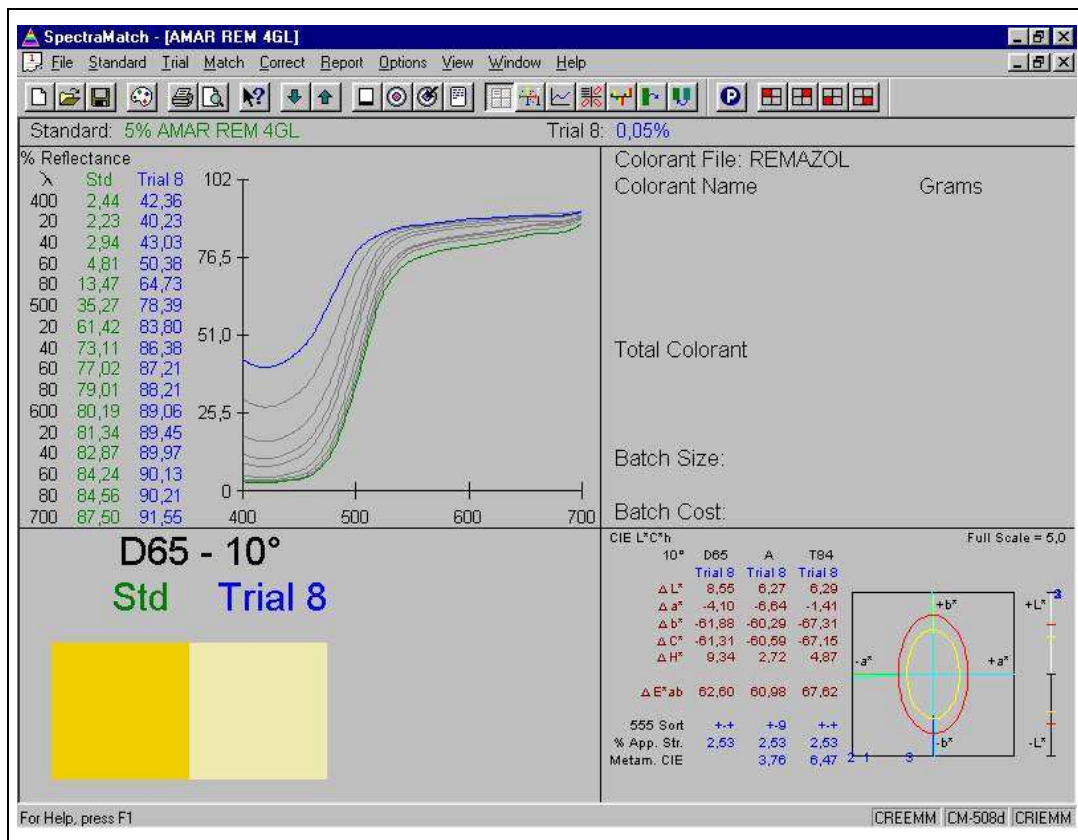 SpectraMatch - [AMAR REM 4GL]
File Standard Trial Match Correct Report Options View Window Help
Standard: 5% AMAR REM 4GL Trial 8: 0,05%
% Reflectance
λ Std Trial 8
400 2,44 42,36
20 2,23 40,23
40 2,94 43,03
60 4,81 50,38
80 13,47 64,73
500 35,27 78,39
20 61,42 83,80
40 73,11 86,38
60 77,02 87,21
80 79,01 88,21
600 80,19 89,06
20 81,34 89,45
40 82,87 89,97
60 84,24 90,13
80 84,56 90,21
700 87,50 91,55
102
76,5
51,0
25,5
0
400 500 600 700
Colorant File: REMAZOL
Colorant Name Grams
Total Colorant
Batch Size:
Batch Cost:
D65 - 10°
Std Trial 8
CIE L*C*h Full Scale = 5,0
10° D65 A T84
Trial 8 Trial 8 Trial 8
ΔL* 8,55 6,27 6,29
Δa* -4,10 -6,64 -1,41
Δb* -61,88 -60,29 -67,31
ΔC* -61,31 -60,59 -67,15
ΔH* 9,34 2,72 4,87
ΔE*ab 62,60 60,98 67,62
555 Sort +-+ +-9 +-+
% App. Str. 2,53 2,53 2,53
Metam. CIE 3,76 6,47
+b*
-a* +a*
-b*
2 1 3
3
+L*
-L*
For Help, press F1 CREEMM CM-508d CRIEMM